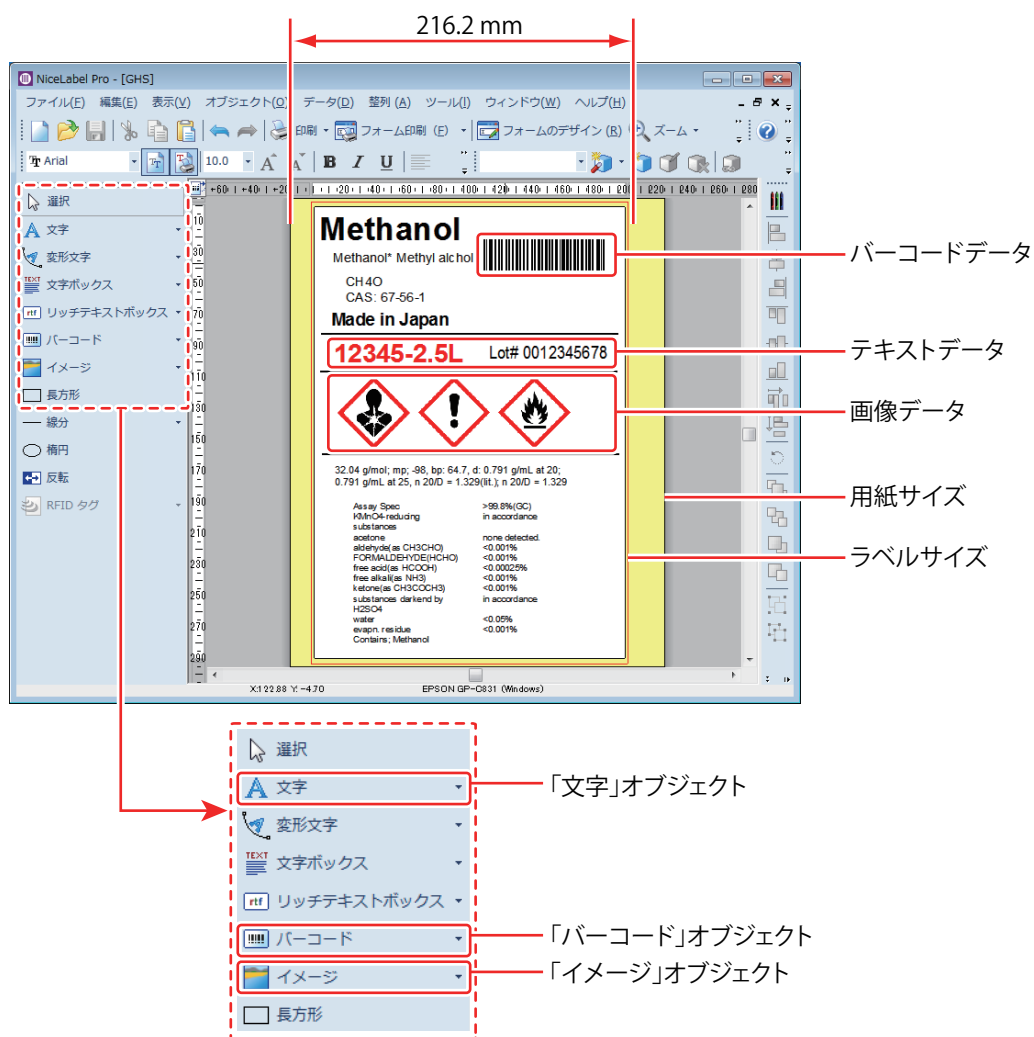 216.2 mm
NiceLabel Pro - [GHS]
ファイル(F) 編集(E) 表示(V) オブジェクト(O) データ(D) 整列 (A) ツール(I) ウィンドウ(W) ヘルプ(H)
印刷 フォーム印刷 (E) フォームのデザイン (R) ズーム
Arial 10.0 B I U
選択
文字
変形文字
文字ボックス
リッチテキストボックス
バーコード
イメージ
長方形
線分
楕円
反転
RFID タグ
Methanol
Methanol* Methyl alchol
CH4O
CAS: 67-56-1
Made in Japan
12345-2.5L Lot# 0012345678
32.04 g/mol; mp; -98, bp: 64.7, d: 0.791 g/mL at 20;
0.791 g/mL at 25, n 20/D = 1.329(lit.); n 20/D = 1.329
Assay Spec >99.8%(GC)
KMnO4-reducing in accordance
substances
acetone none detected.
aldehyde(as CH3CHO) <0.001%
FORMALDEHYDE(HCHO) <0.001%
free acid(as HCOOH) <0.00025%
free alkali(as NH3) <0.001%
ketone(as CH3COCH3) <0.001%
substances darkend by in accordance
H2SO4
water <0.05%
evapn. residue <0.001%
Contains; Methanol
X:122.88 Y:-4.70 EPSON GP-C831 (Windows)
バーコードデータ
テキストデータ
画像データ
用紙サイズ
ラベルサイズ
選択
文字
変形文字
TEXT 文字ボックス
rtf リッチテキストボックス
バーコード
イメージ
長方形
「文字」オブジェクト
「バーコード」オブジェクト
「イメージ」オブジェクト